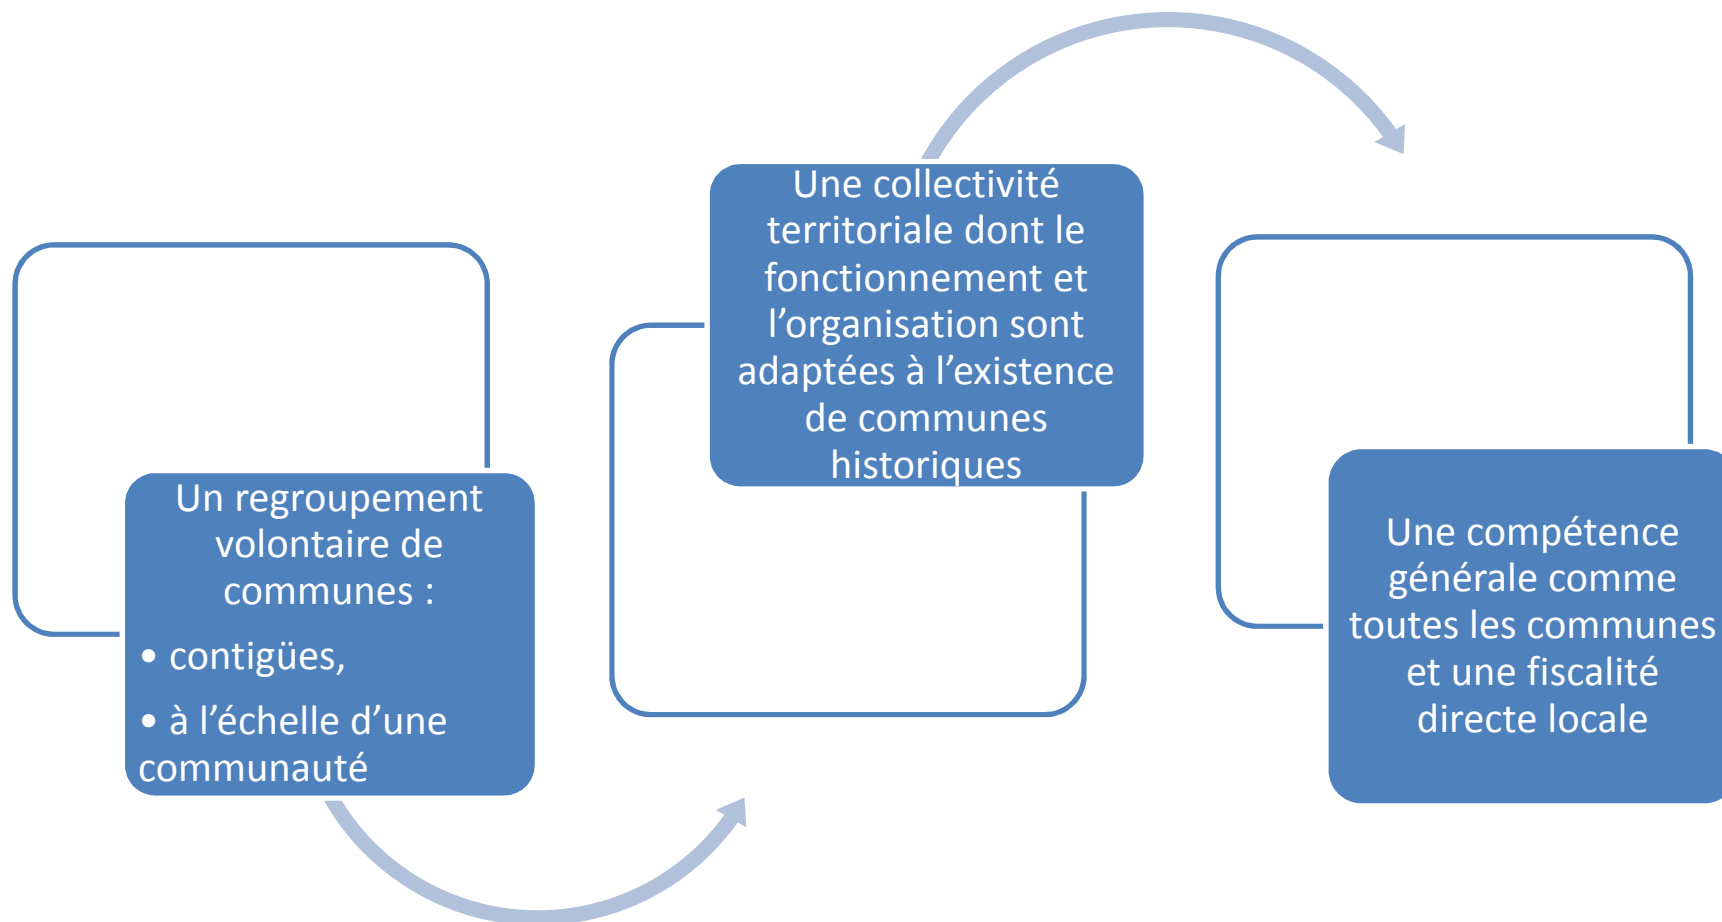 Un regroupement
volontaire de
communes :
• contigües,
• à l’échelle d’une
communauté
Une collectivité
territoriale dont le
fonctionnement et
l’organisation sont
adaptées à l’existence
de communes
historiques
Une compétence
générale comme
toutes les communes
et une fiscalité
directe locale